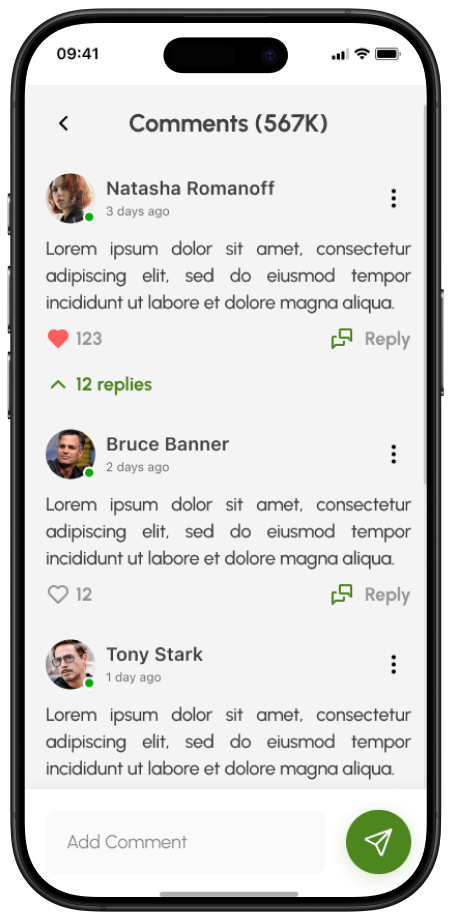 09:41
Comments (567K)
Natasha Romanoff
3 days ago
Lorem ipsum dolor sit amet, consectetur
adipiscing elit, sed do eiusmod tempor
incididunt ut labore et dolore magna aliqua.
123 Reply
12 replies
Bruce Banner
2 days ago
Lorem ipsum dolor sit amet, consectetur
adipiscing elit, sed do eiusmod tempor
incididunt ut labore et dolore magna aliqua.
12 Reply
Tony Stark
1 day ago
Lorem ipsum dolor sit amet, consectetur
adipiscing elit, sed do eiusmod tempor
incididunt ut labore et dolore magna aliqua.
Add Comment